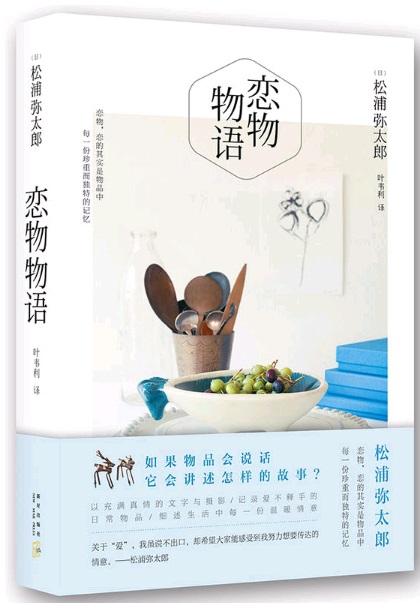 [日]
松浦弥太郎
恋物物语
叶韦利 译
新星出版社
NEW STAR PRESS
恋物
物语
[日]
松浦弥太郎
叶韦利 译
恋物，恋的其实是物品中
每一份珍重而独特的记忆
如果物品会说话
它会讲述怎样的故事？
以充满真情的文字与摄影/记录爱不释手的
日常物品/细述生活中每一份温暖情意
关于“爱”，我虽说不出口，却希望大家能感受到我努力想要传达的
情意。——松浦弥太郎
松浦弥太郎
恋物，恋的其实是物品中
每一份珍重而独特的记忆